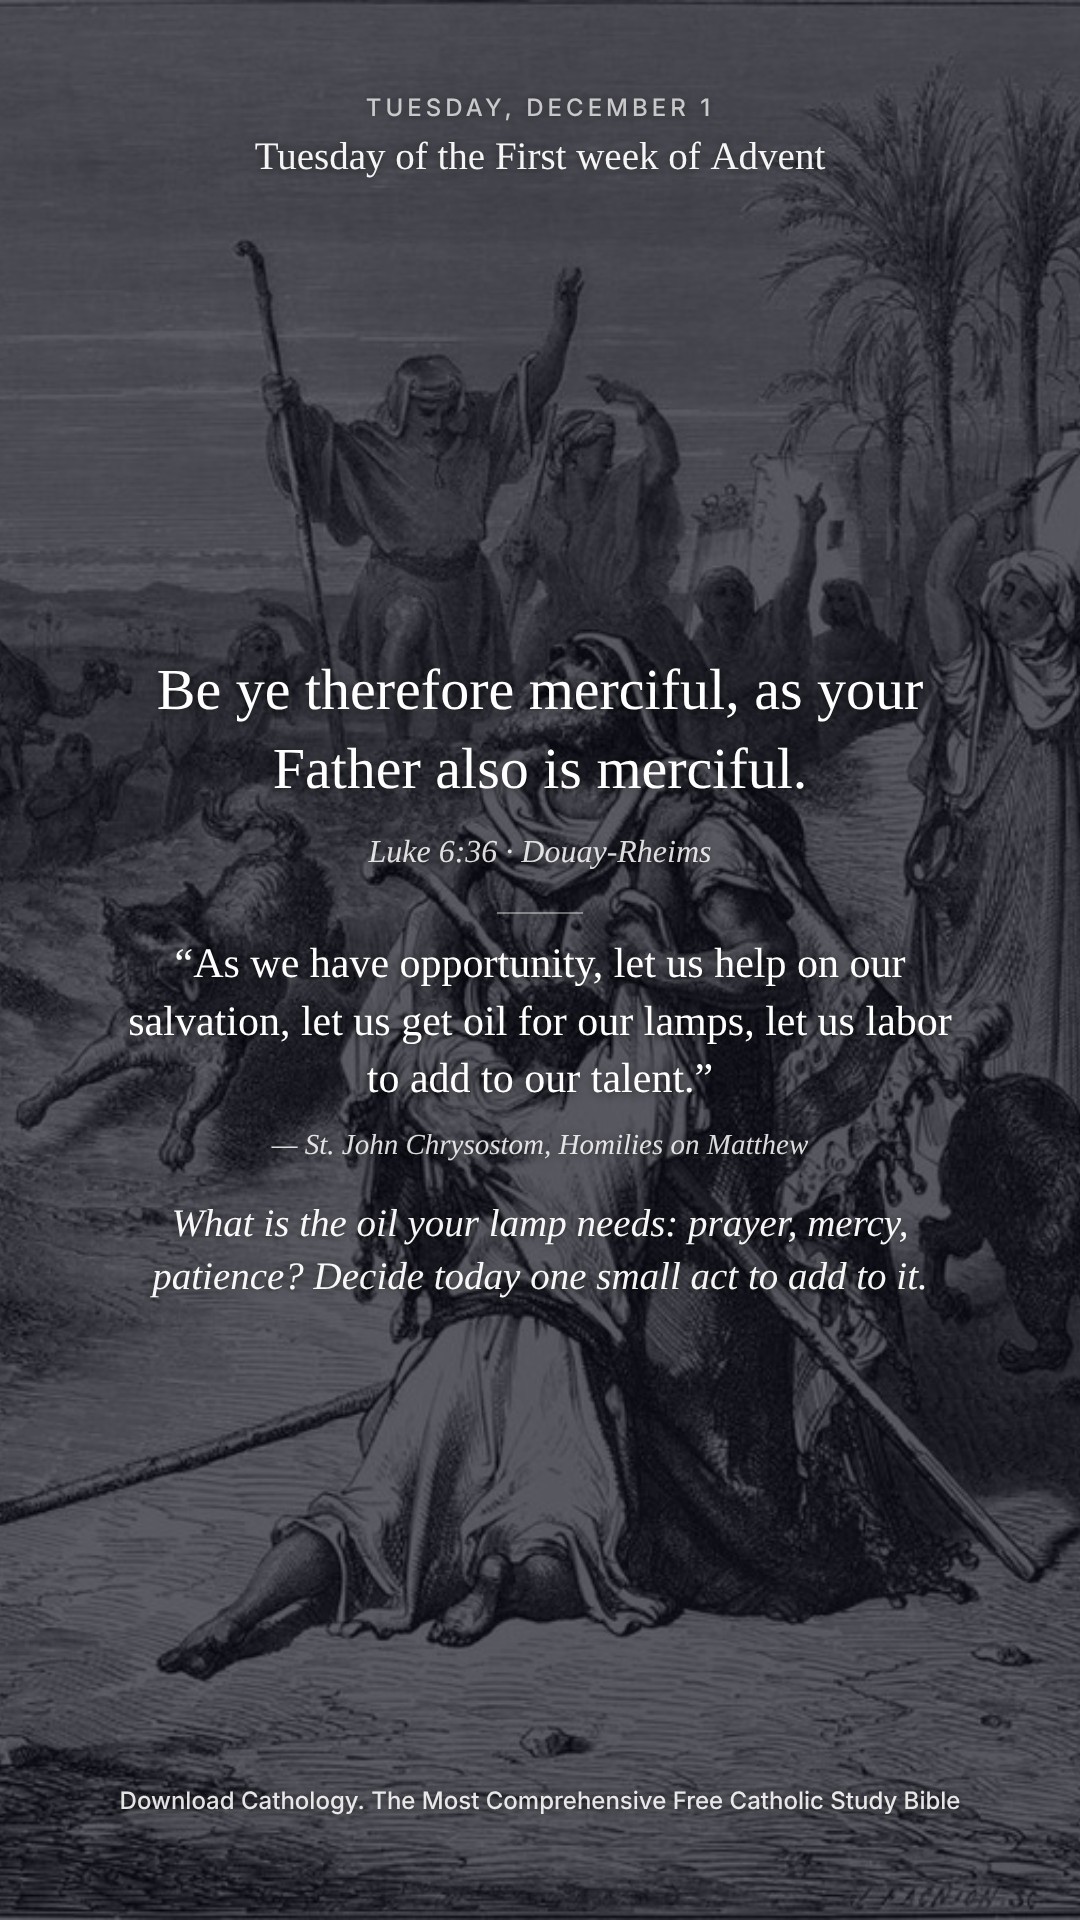 TUESDAY, DECEMBER 1
Tuesday of the First week of Advent
Be ye therefore merciful, as your
Father also is merciful.
Luke 6:36 · Douay-Rheims
“As we have opportunity, let us help on our
salvation, let us get oil for our lamps, let us labor
to add to our talent.”
— St. John Chrysostom, Homilies on Matthew
What is the oil your lamp needs: prayer, mercy,
patience? Decide today one small act to add to it.
Download Cathology. The Most Comprehensive Free Catholic Study Bible